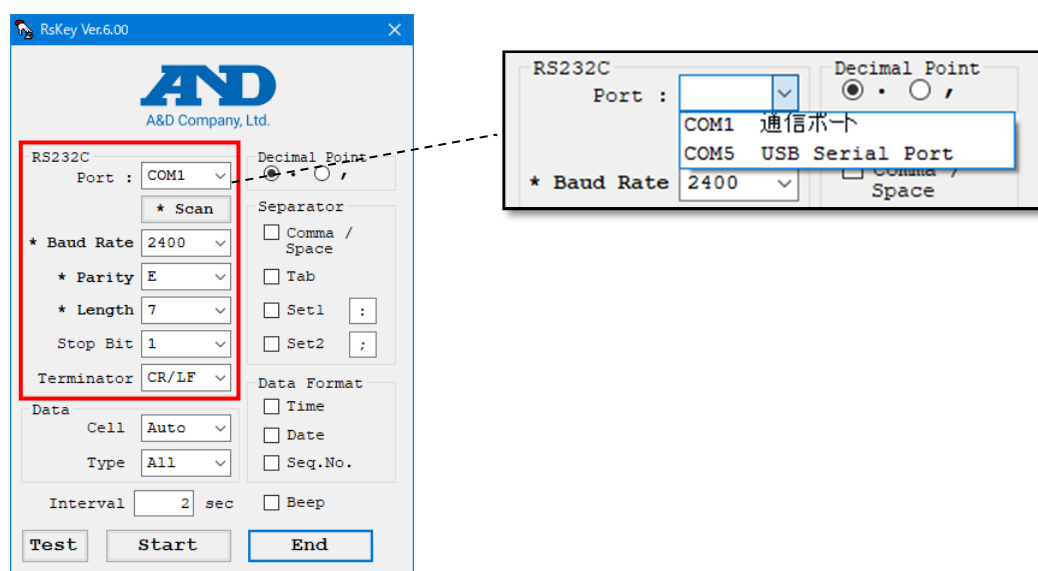 RsKey Ver.6.00
AND
A&D Company, Ltd.
RS232C
Port : COM1
* Scan
* Baud Rate 2400
* Parity E
* Length 7
Stop Bit 1
Terminator CR/LF
Decimal Point
. ,
Separator
Comma /
Space
Tab
Set1 :
Set2 ;
Data
Cell Auto
Type All
Data Format
Time
Date
Seq.No.
Interval 2 sec
Beep
Test Start End
RS232C
Port :
Decimal Point
. ,
COM1 通信ポート
COM5 USB Serial Port
* Baud Rate 2400
Comma /
Space